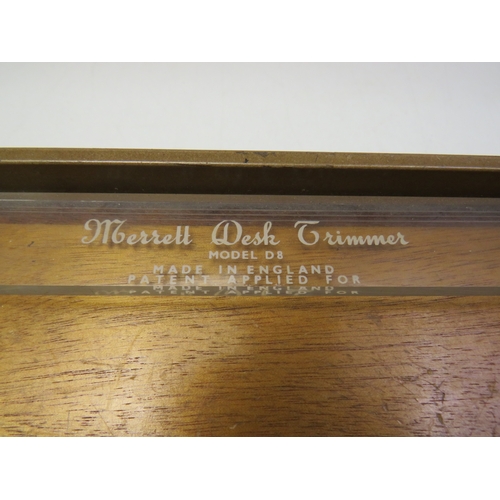 Merrett Desk Trimmer
MODEL D8
MADE IN ENGLAND
PATENT APPLIED FOR